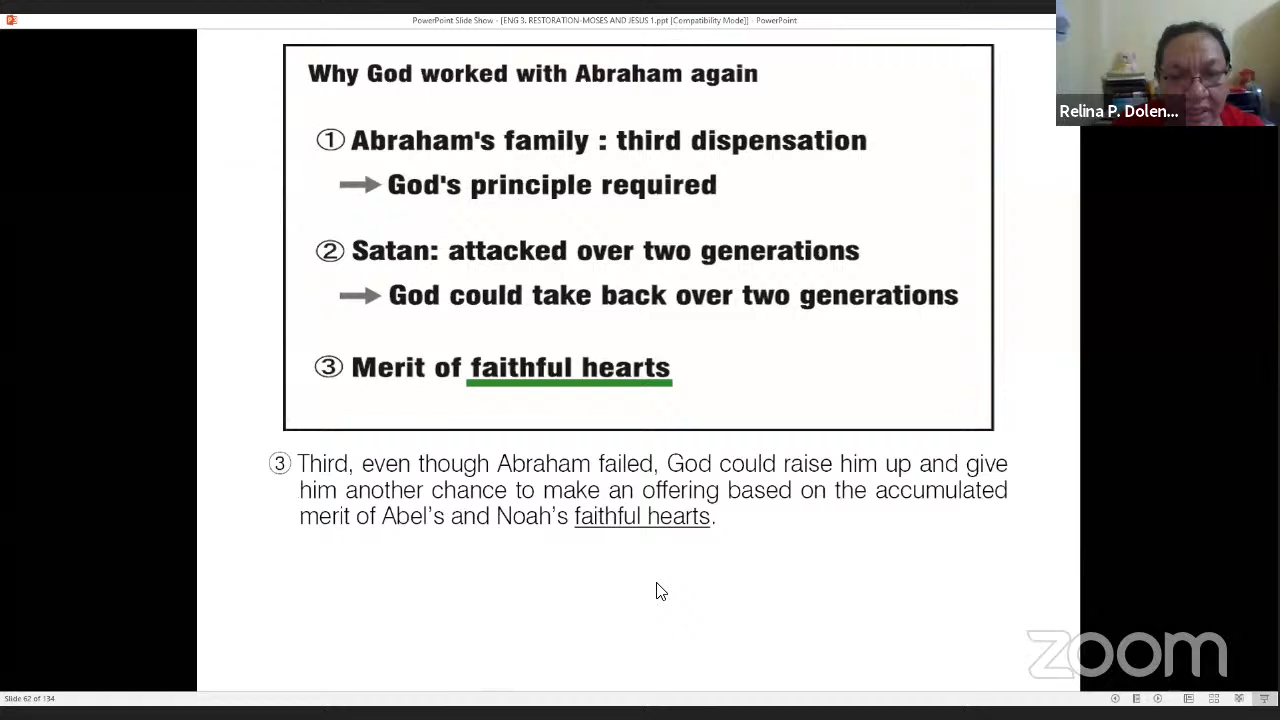 PowerPoint Slide Show - [ENG 3. RESTORATION-MOSES AND JESUS 1.ppt [Compatibility Mode]] - PowerPoint
Why God worked with Abraham again
① Abraham's family : third dispensation
God's principle required
② Satan: attacked over two generations
God could take back over two generations
③ Merit of faithful hearts
③ Third, even though Abraham failed, God could raise him up and give
him another chance to make an offering based on the accumulated
merit of Abel's and Noah's faithful hearts.
Relina P. Dolen...
zoom
Slide 62 of 134